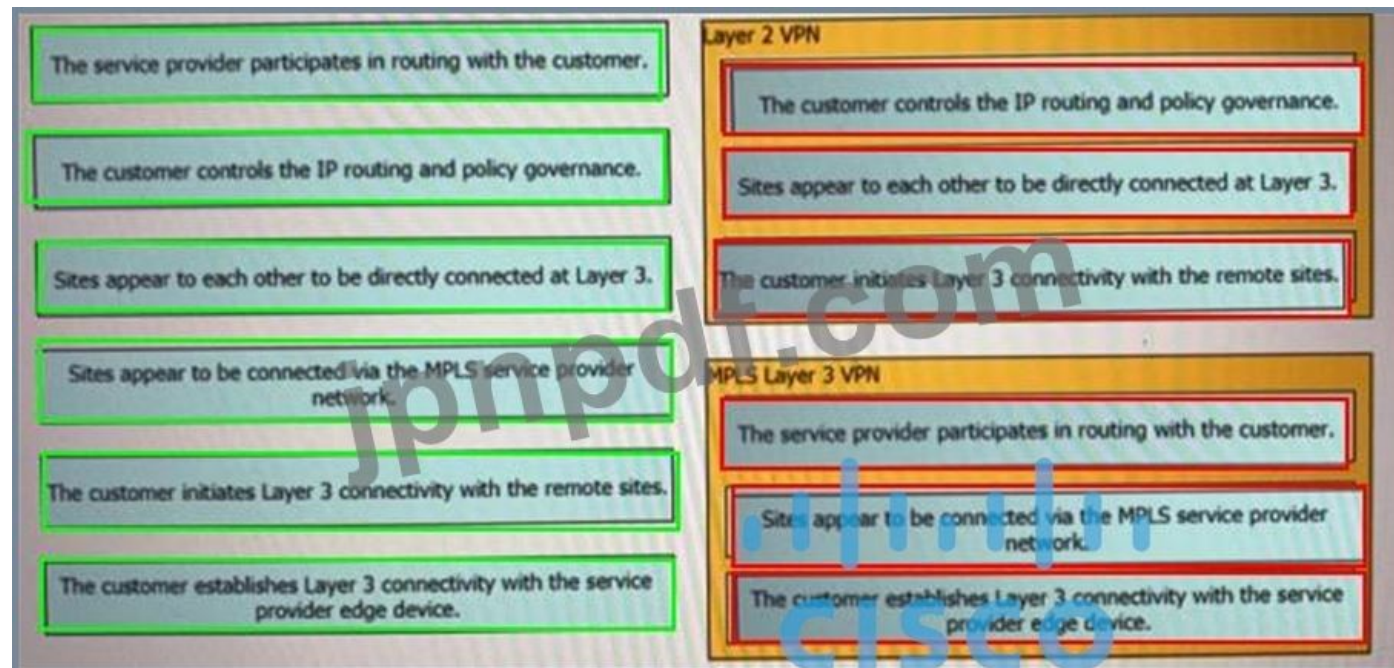 The service provider participates in routing with the customer.
The customer controls the IP routing and policy governance.
Sites appear to each other to be directly connected at Layer 3.
Sites appear to be connected via the MPLS service provider
network.
The customer initiates Layer 3 connectivity with the remote sites.
The customer establishes Layer 3 connectivity with the service
provider edge device.
Layer 2 VPN
The customer controls the IP routing and policy governance.
Sites appear to each other to be directly connected at Layer 3.
The customer initiates Layer 3 connectivity with the remote sites.
MPLS Layer 3 VPN
The service provider participates in routing with the customer.
Sites appear to be connected via the MPLS service provider
network.
The customer establishes Layer 3 connectivity with the service
provider edge device.
jpnpdf.com
CISCO